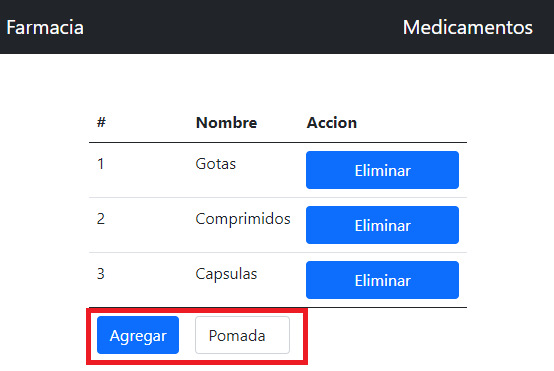 Farmacia Medicamentos
# Nombre Accion
1 Gotas Eliminar
2 Comprimidos Eliminar
3 Capsulas Eliminar
Agregar Pomada